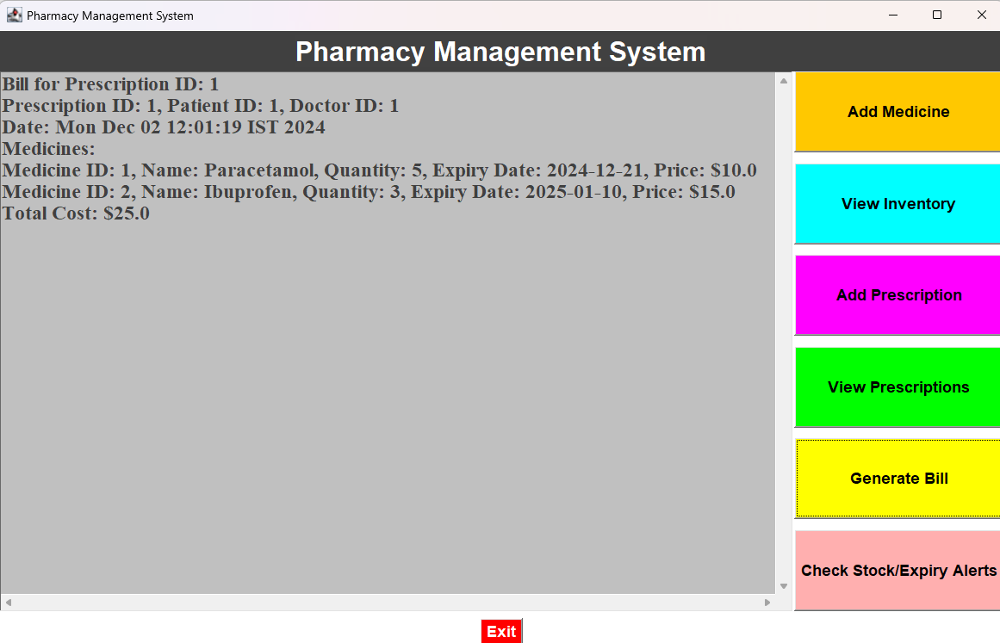 Pharmacy Management System
Pharmacy Management System
Bill for Prescription ID: 1
Prescription ID: 1, Patient ID: 1, Doctor ID: 1
Date: Mon Dec 02 12:01:19 IST 2024
Medicines:
Medicine ID: 1, Name: Paracetamol, Quantity: 5, Expiry Date: 2024-12-21, Price: $10.0
Medicine ID: 2, Name: Ibuprofen, Quantity: 3, Expiry Date: 2025-01-10, Price: $15.0
Total Cost: $25.0
Add Medicine
View Inventory
Add Prescription
View Prescriptions
Generate Bill
Check Stock/Expiry Alerts
Exit